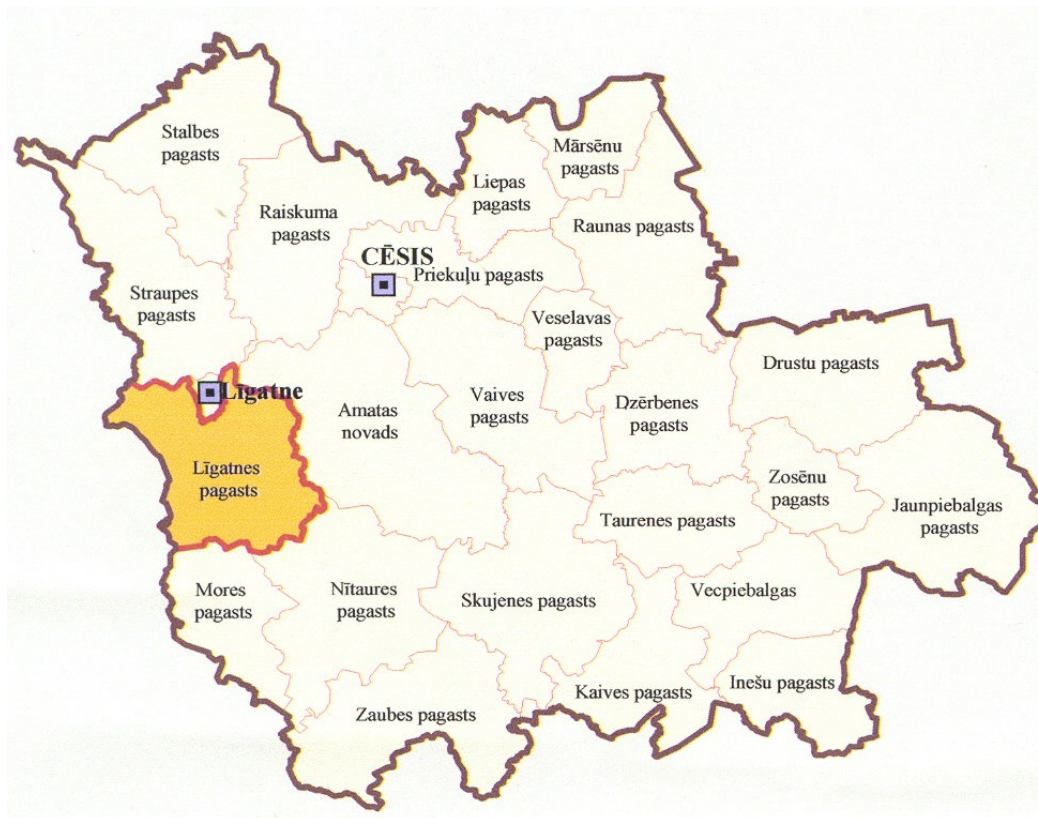 Stalbes
pagasts
Mārsēnu
pagasts
Liepas
pagasts
Raiskuma
pagasts
Raunas pagasts
CĒSIS
Priekuļu pagasts
Straupes
pagasts
Veselavas
pagasts
Drustu pagasts
Līgatne
Vaives
pagasts
Dzērbenes
pagasts
Amatas
novads
Līgatnes
pagasts
Zosēnu
pagasts
Jaunpiebalgas
pagasts
Taurenes pagasts
Mores
pagasts
Nītaures
pagasts
Skujenes pagasts
Vecpiebalgas
Inešu pagasts
Kaives pagasts
Zaubes pagasts